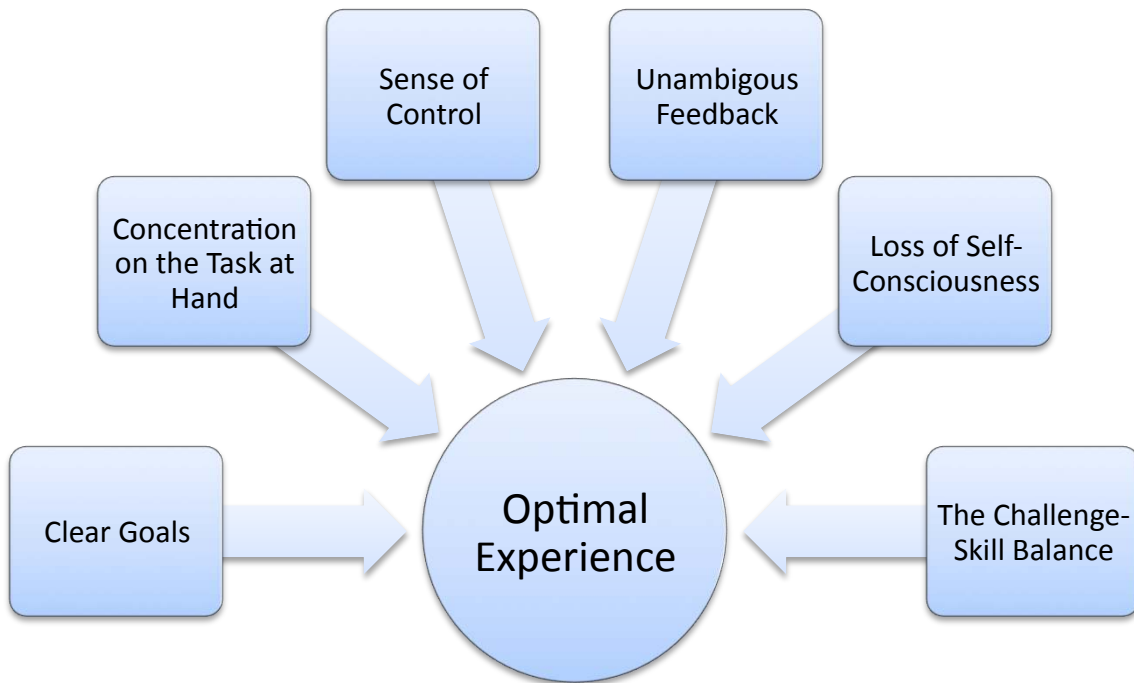 Sense of
Control
Unambigous
Feedback
Concentration
on the Task at
Hand
Loss of Self-
Consciousness
Clear Goals
Optimal
Experience
The Challenge-
Skill Balance